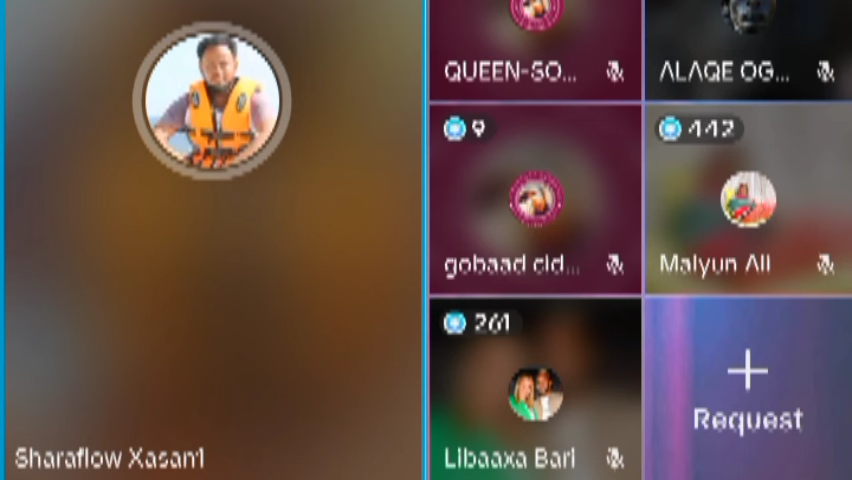 QUEEN-SO...
ALAQE OG...
9
442
gobaad cid...
Malyun Ali
261
Request
Sharaflow Xasan1
Libaaxa Bari